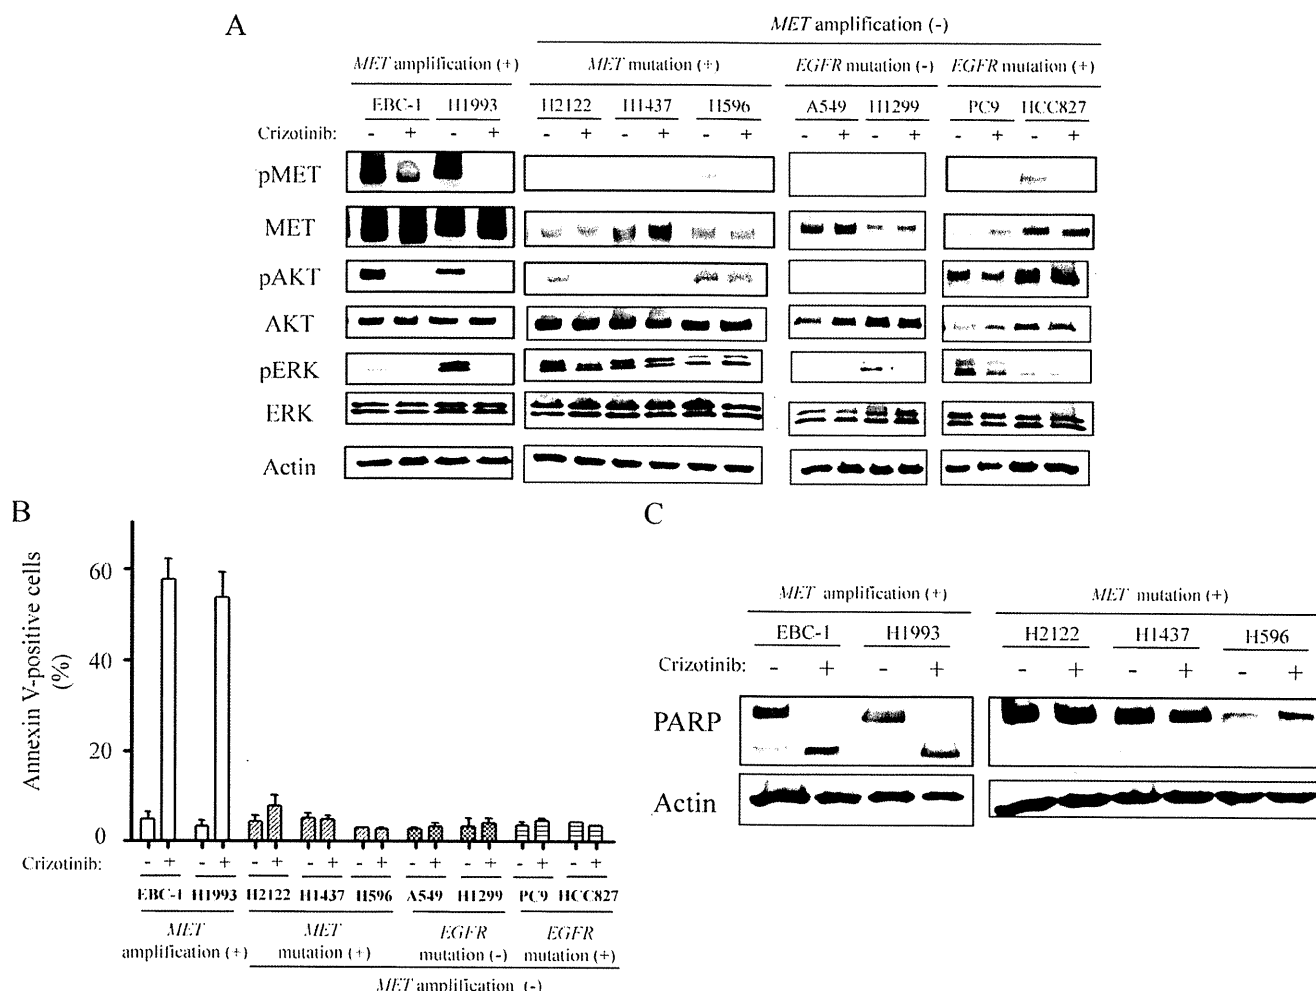 A
MET amplification (-)
MET amplification (+) MET mutation (+) EGFR mutation (-) EGFR mutation (+)
EBC-1 H1993 H2122 H1437 H596 A549 H1299 PC9 HCC827
Crizotinib: - + - + - + - + - + - + - + - + - +
pMET
MET
pAKT
AKT
pERK
ERK
Actin
B
Annexin V-positive cells
(%)
60
40
20
0
Crizotinib: - + - + - + - + - + - + - + - + - +
EBC-1 H1993 H2122 H1437 H596 A549 H1299 PC9 HCC827
MET MET EGFR EGFR
amplification (+) mutation (+) mutation (-) mutation (+)
MET amplification (-)
C
MET amplification (+) MET mutation (+)
EBC-1 H1993 H2122 H1437 H596
Crizotinib: - + - + - + - + - +
PARP
Actin